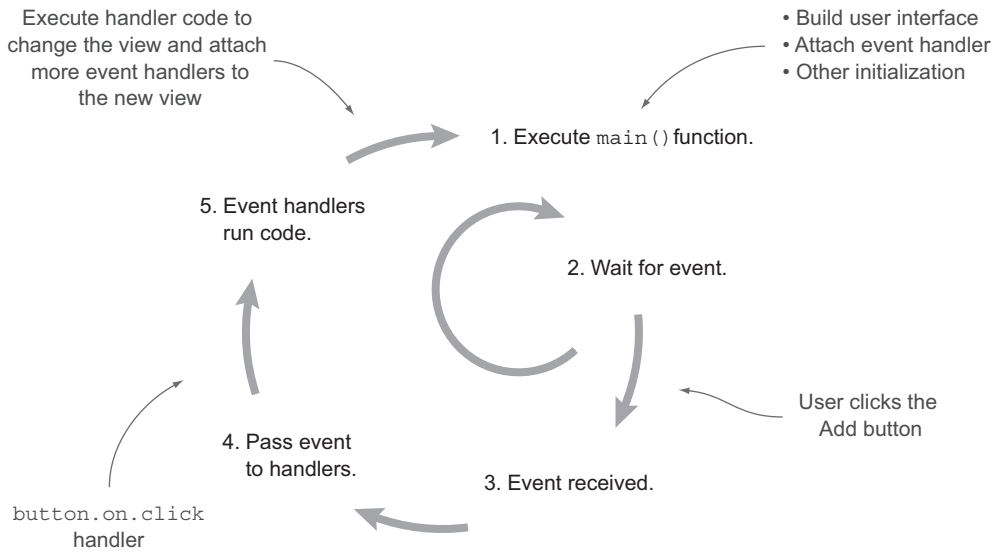 Execute handler code to
change the view and attach
more event handlers to
the new view
• Build user interface
• Attach event handler
• Other initialization
1. Execute main() function.
5. Event handlers
run code.
2. Wait for event.
User clicks the
Add button
4. Pass event
to handlers.
3. Event received.
button.on.click
handler